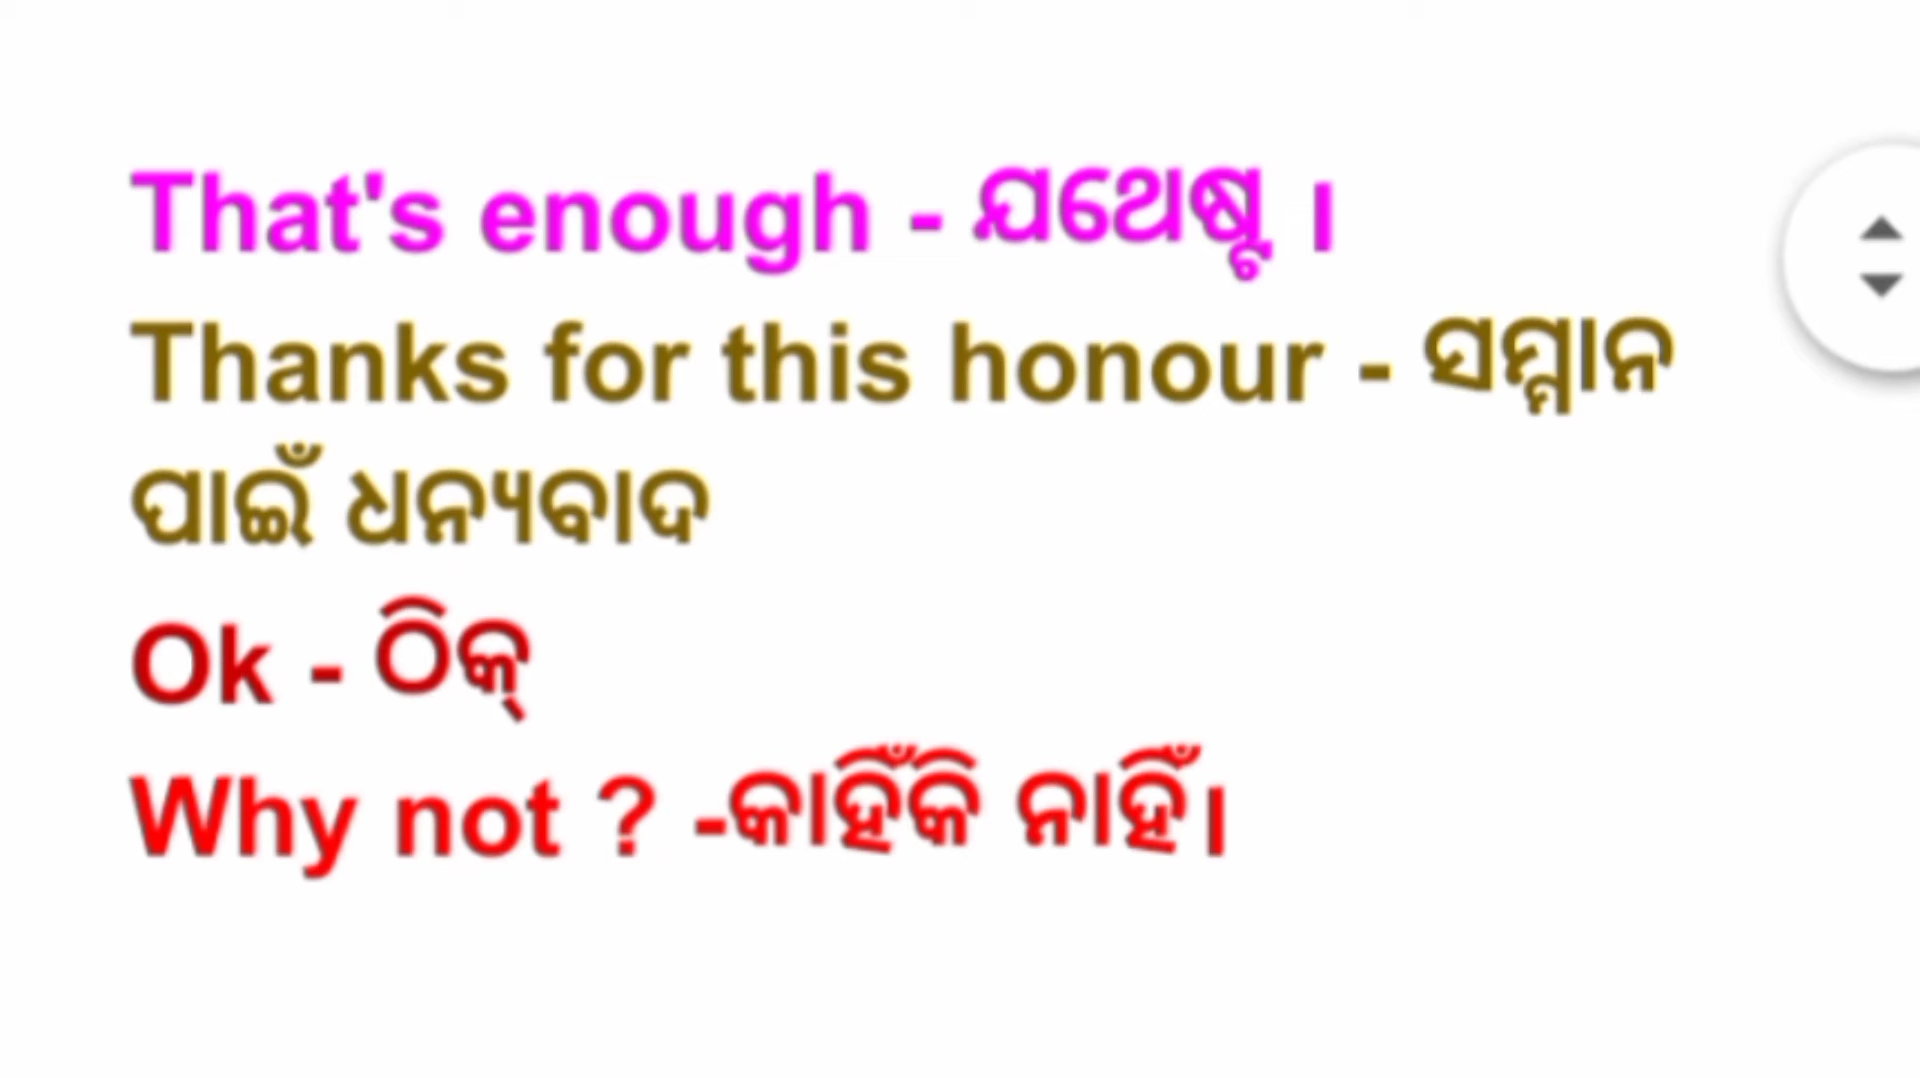 That's enough - ଯଥେଷ୍ଟ ।
Thanks for this honour - ସମ୍ମାନ
ପାଇଁ ଧନ୍ୟବାଦ
Ok - ଠିକ୍
Why not ? -କାହିଁକି ନାହିଁ।